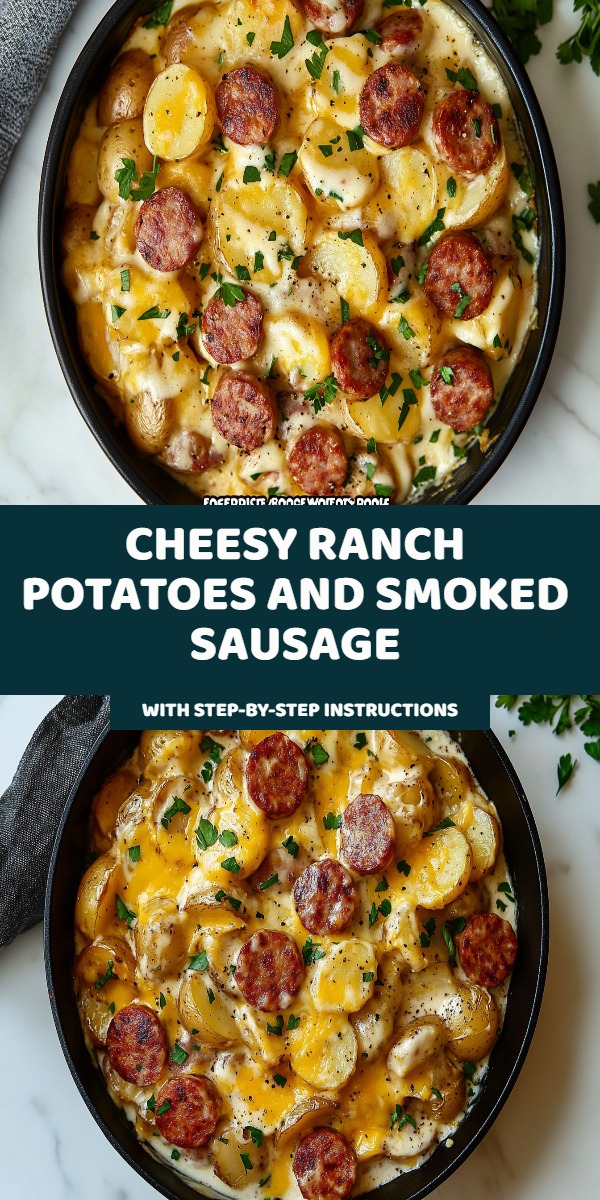 CHEESY RANCH
POTATOES AND SMOKED
SAUSAGE
WITH STEP-BY-STEP INSTRUCTIONS